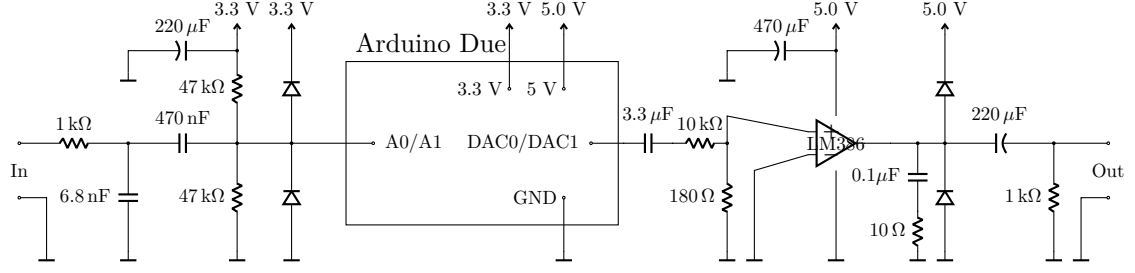 3.3 V
3.3 V
3.3 V
5.0 V
5.0 V
5.0 V
220 µF
470 µF
Arduino Due
47 kΩ
3.3 V
5 V
1 kΩ
470 nF
3.3 µF
10 kΩ
220 µF
A0/A1
DAC0/DAC1
LM386
In
Out
6.8 nF
47 kΩ
GND
180 Ω
0.1µF
1 kΩ
10 Ω